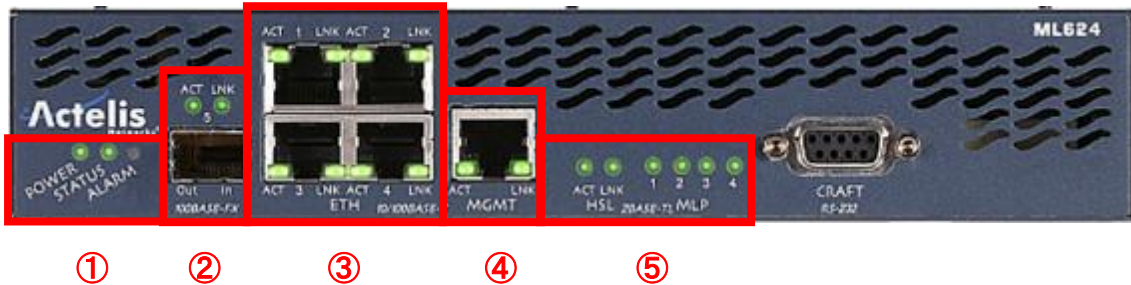 ML624
ACT 1 LNK ACT 2 LNK
ACT LNK
5
Actelis
Networks
POWER
STATUS
ALARM
Out In
100BASE-FX
ACT 3 LNK ACT 4 LNK
ETH 10/100BASE-
ACT LNK
MGMT
1 2 3 4
ACT LNK
HSL 2BASE-TL MLP
CRAFT
RS-232
① ② ③ ④ ⑤